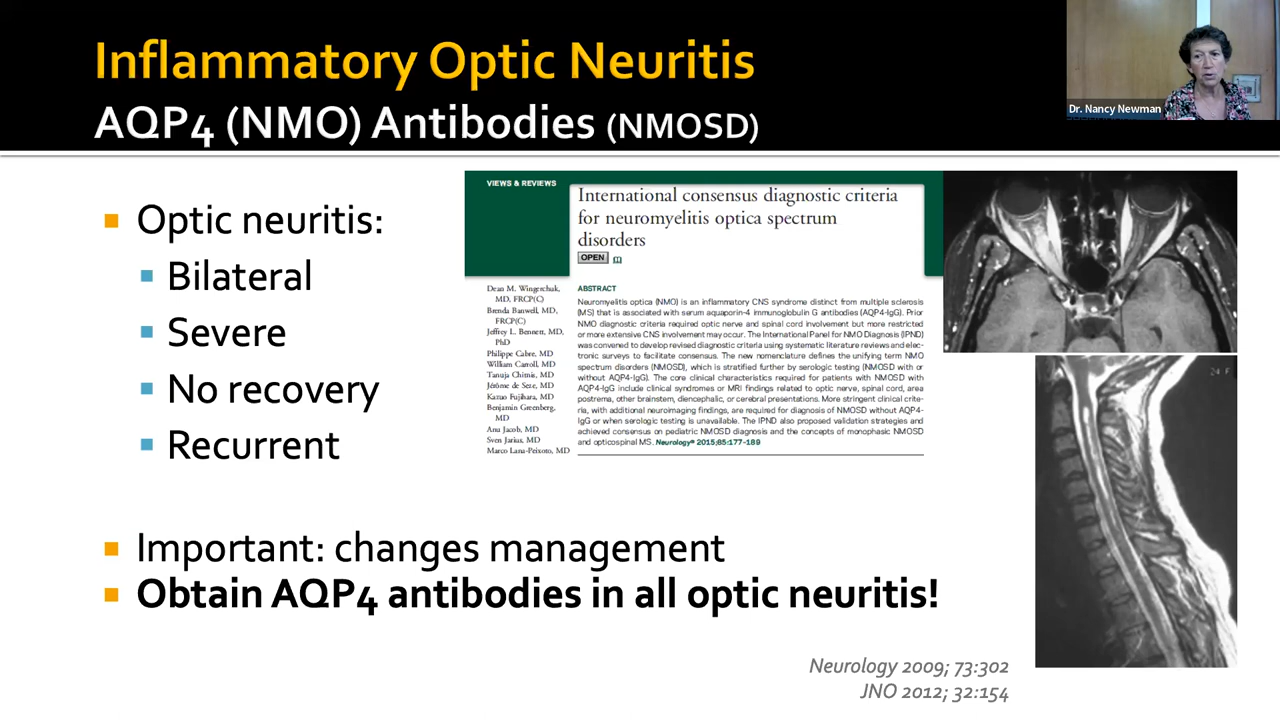 Inflammatory Optic Neuritis
AQP4 (NMO) Antibodies (NMOSD)
Dr. Nancy Newman
Optic neuritis:
Bilateral
Severe
No recovery
Recurrent
VIEWS & REVIEWS
International consensus diagnostic criteria
for neuromyelitis optica spectrum
disorders
OPEN
Dean M. Wingerchuk,
MD, FRCP(C)
Brenda Banwell, MD,
FRCP(C)
Jeffrey L. Bennett, MD,
PhD
Philippe Cabre, MD
William Carroll, MD
Tanuja Chitnis, MD
Jérôme de Seze, MD
Kazuo Fujihara, MD
Benjamin Greenberg,
MD
Anu Jacob, MD
Sven Jarius, MD
Marco Lana-Peixoto, MD
ABSTRACT
Neuromyelitis optica (NMO) is an inflammatory CNS syndrome distinct from multiple sclerosis
(MS) that is associated with serum aquaporin-4 immunoglobulin G antibodies (AQP4-IgG). Prior
NMO diagnostic criteria required optic nerve and spinal cord involvement but more restricted
or more extensive CNS involvement may occur. The International Panel for NMO Diagnosis (IPND)
was convened to develop revised diagnostic criteria using systematic literature reviews and elec-
tronic surveys to facilitate consensus. The new nomenclature defines the unifying term NMO
spectrum disorders (NMOSD), which is stratified further by serologic testing (NMOSD with or
without AQP4-IgG). The core clinical characteristics required for patients with NMOSD with
AQP4-IgG include clinical syndromes or MRI findings related to optic nerve, spinal cord, area
postrema, other brainstem, diencephalic, or cerebral presentations. More stringent clinical crite-
ria, with additional neuroimaging findings, are required for diagnosis of NMOSD without AQP4-
IgG or when serologic testing is unavailable. The IPND also proposed validation strategies and
achieved consensus on pediatric NMOSD diagnosis and the concepts of monophasic NMOSD
and opticospinal MS. Neurology® 2015;85:177-189
24 F
Important: changes management
Obtain AQP4 antibodies in all optic neuritis!
Neurology 2009; 73:302
JNO 2012; 32:154